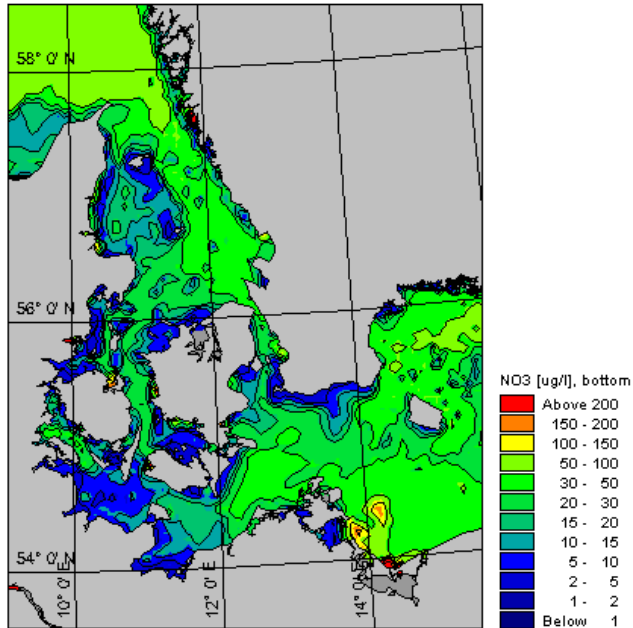 58° 0' N
56° 0' N
54° 0' N
10° 0' E
12° 0' E
14° 0' E
NO3 [ug/l], bottom
Above 200
150 - 200
100 - 150
50 - 100
30 - 50
20 - 30
15 - 20
10 - 15
5 - 10
2 - 5
1 - 2
Below 1